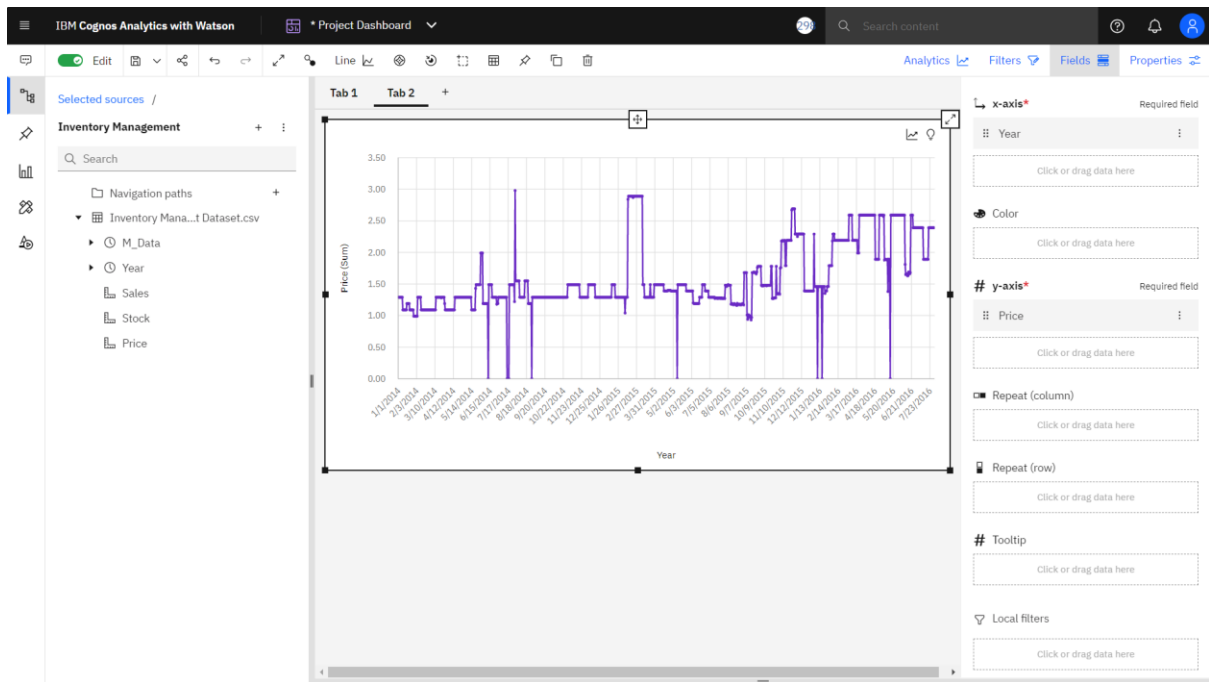 IBM Cognos Analytics with Watson
* Project Dashboard
298
Search content
Edit
Line
Analytics
Filters
Fields
Properties
Selected sources /
Inventory Management
Search
Navigation paths
Inventory Mana...t Dataset.csv
M_Data
Year
Sales
Stock
Price
Tab 1
Tab 2
Price (Sum)
3.50
3.00
2.50
2.00
1.50
1.00
0.50
0.00
1/1/2014
2/3/2014
3/10/2014
4/12/2014
5/14/2014
6/15/2014
7/17/2014
8/18/2014
9/20/2014
10/22/2014
11/23/2014
12/25/2014
1/26/2015
2/27/2015
3/31/2015
5/2/2015
6/3/2015
7/5/2015
8/6/2015
9/7/2015
10/9/2015
11/10/2015
12/12/2015
1/13/2016
2/14/2016
3/17/2016
4/18/2016
5/20/2016
6/21/2016
7/23/2016
Year
x-axis*
Required field
Year
Click or drag data here
Color
Click or drag data here
# y-axis*
Required field
Price
Click or drag data here
Repeat (column)
Click or drag data here
Repeat (row)
Click or drag data here
# Tooltip
Click or drag data here
Local filters
Click or drag data here